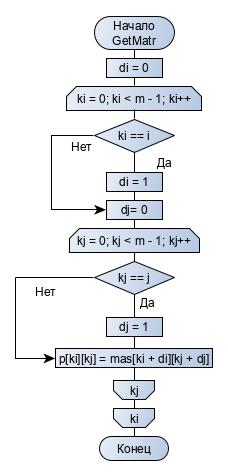 Начало
GetMatr
di = 0
ki = 0; ki < m - 1; ki++
ki == i
Нет
Да
di = 1
dj= 0
kj = 0; kj < m - 1; kj++
kj == j
Нет
Да
dj = 1
p[ki][kj] = mas[ki + di][kj + dj]
kj
ki
Конец